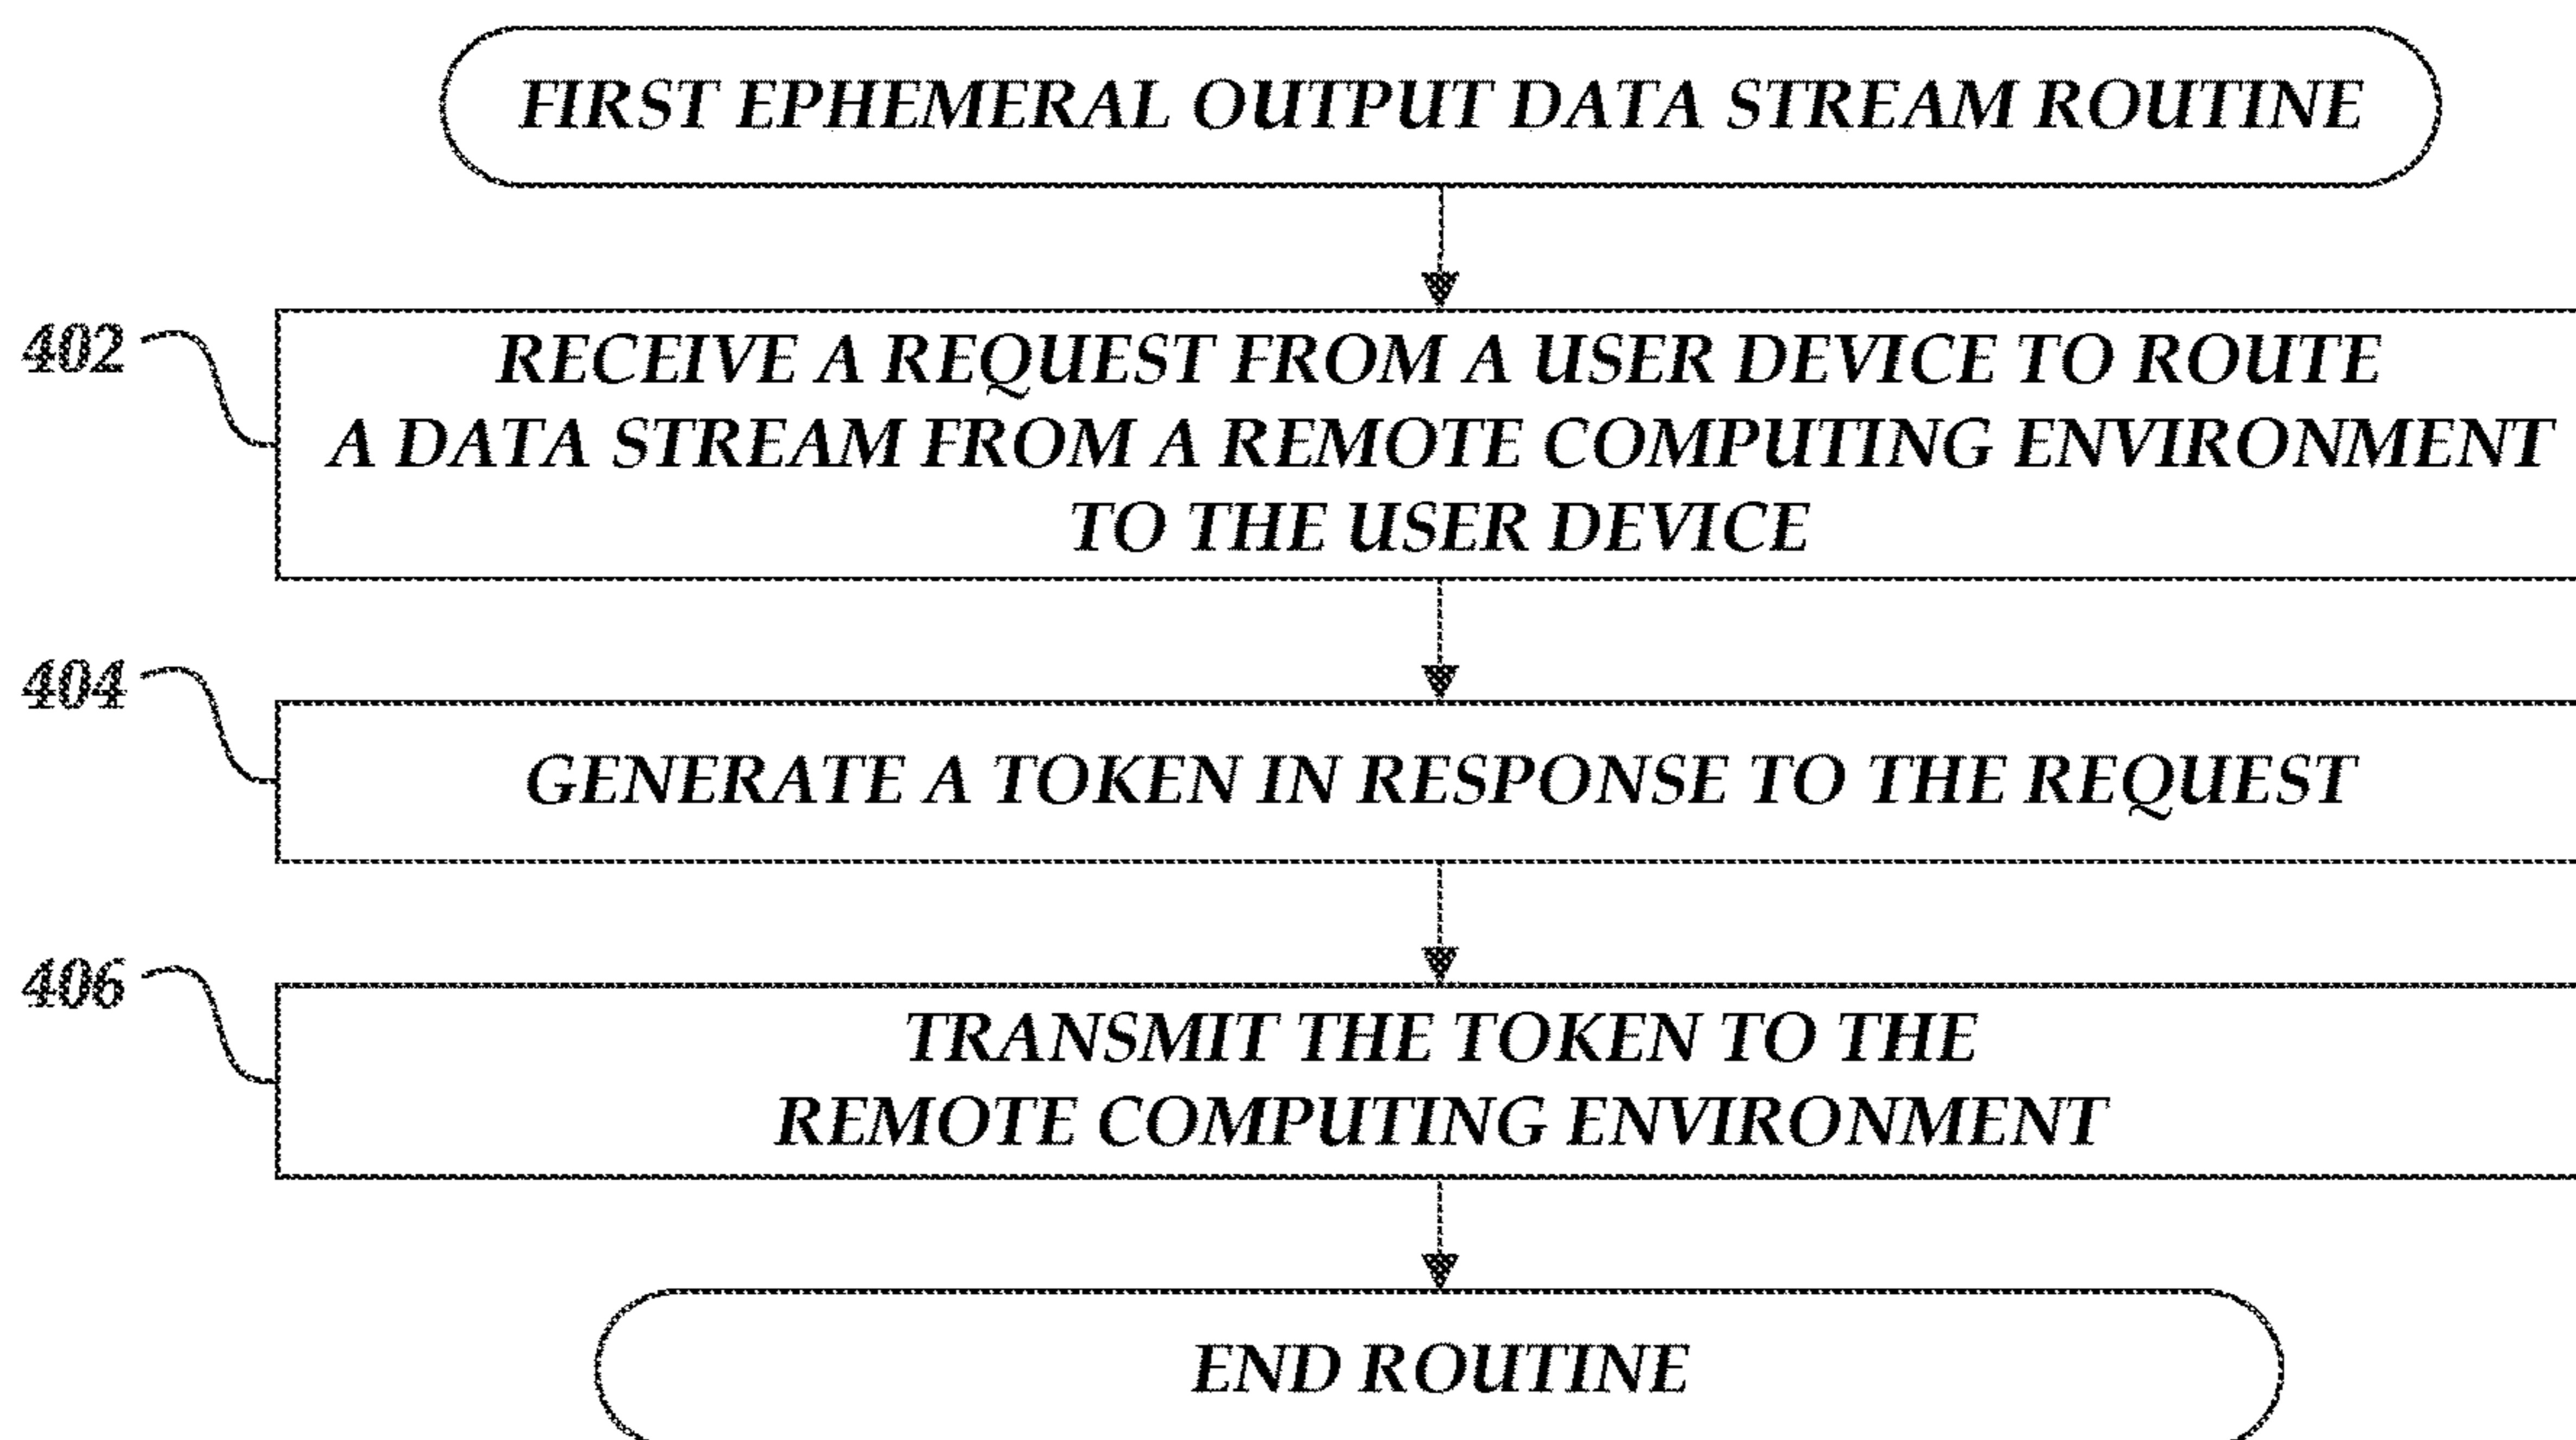 FIRST EPHEMERAL OUTPUT DATA STREAM ROUTINE
402
RECEIVE A REQUEST FROM A USER DEVICE TO ROUTE
A DATA STREAM FROM A REMOTE COMPUTING ENVIRONMENT
TO THE USER DEVICE
404
GENERATE A TOKEN IN RESPONSE TO THE REQUEST
406
TRANSMIT THE TOKEN TO THE
REMOTE COMPUTING ENVIRONMENT
END ROUTINE